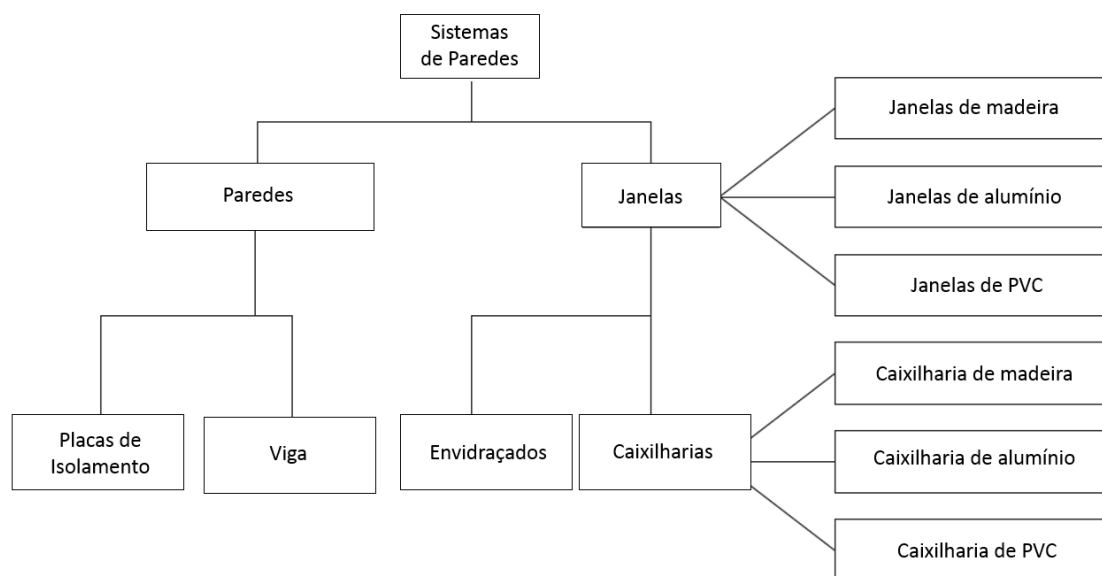 Sistemas
de Paredes
Janelas de madeira
Paredes
Janelas
Janelas de alumínio
Janelas de PVC
Caixilharia de madeira
Placas de
Isolamento
Viga
Envidraçados
Caixilharias
Caixilharia de alumínio
Caixilharia de PVC